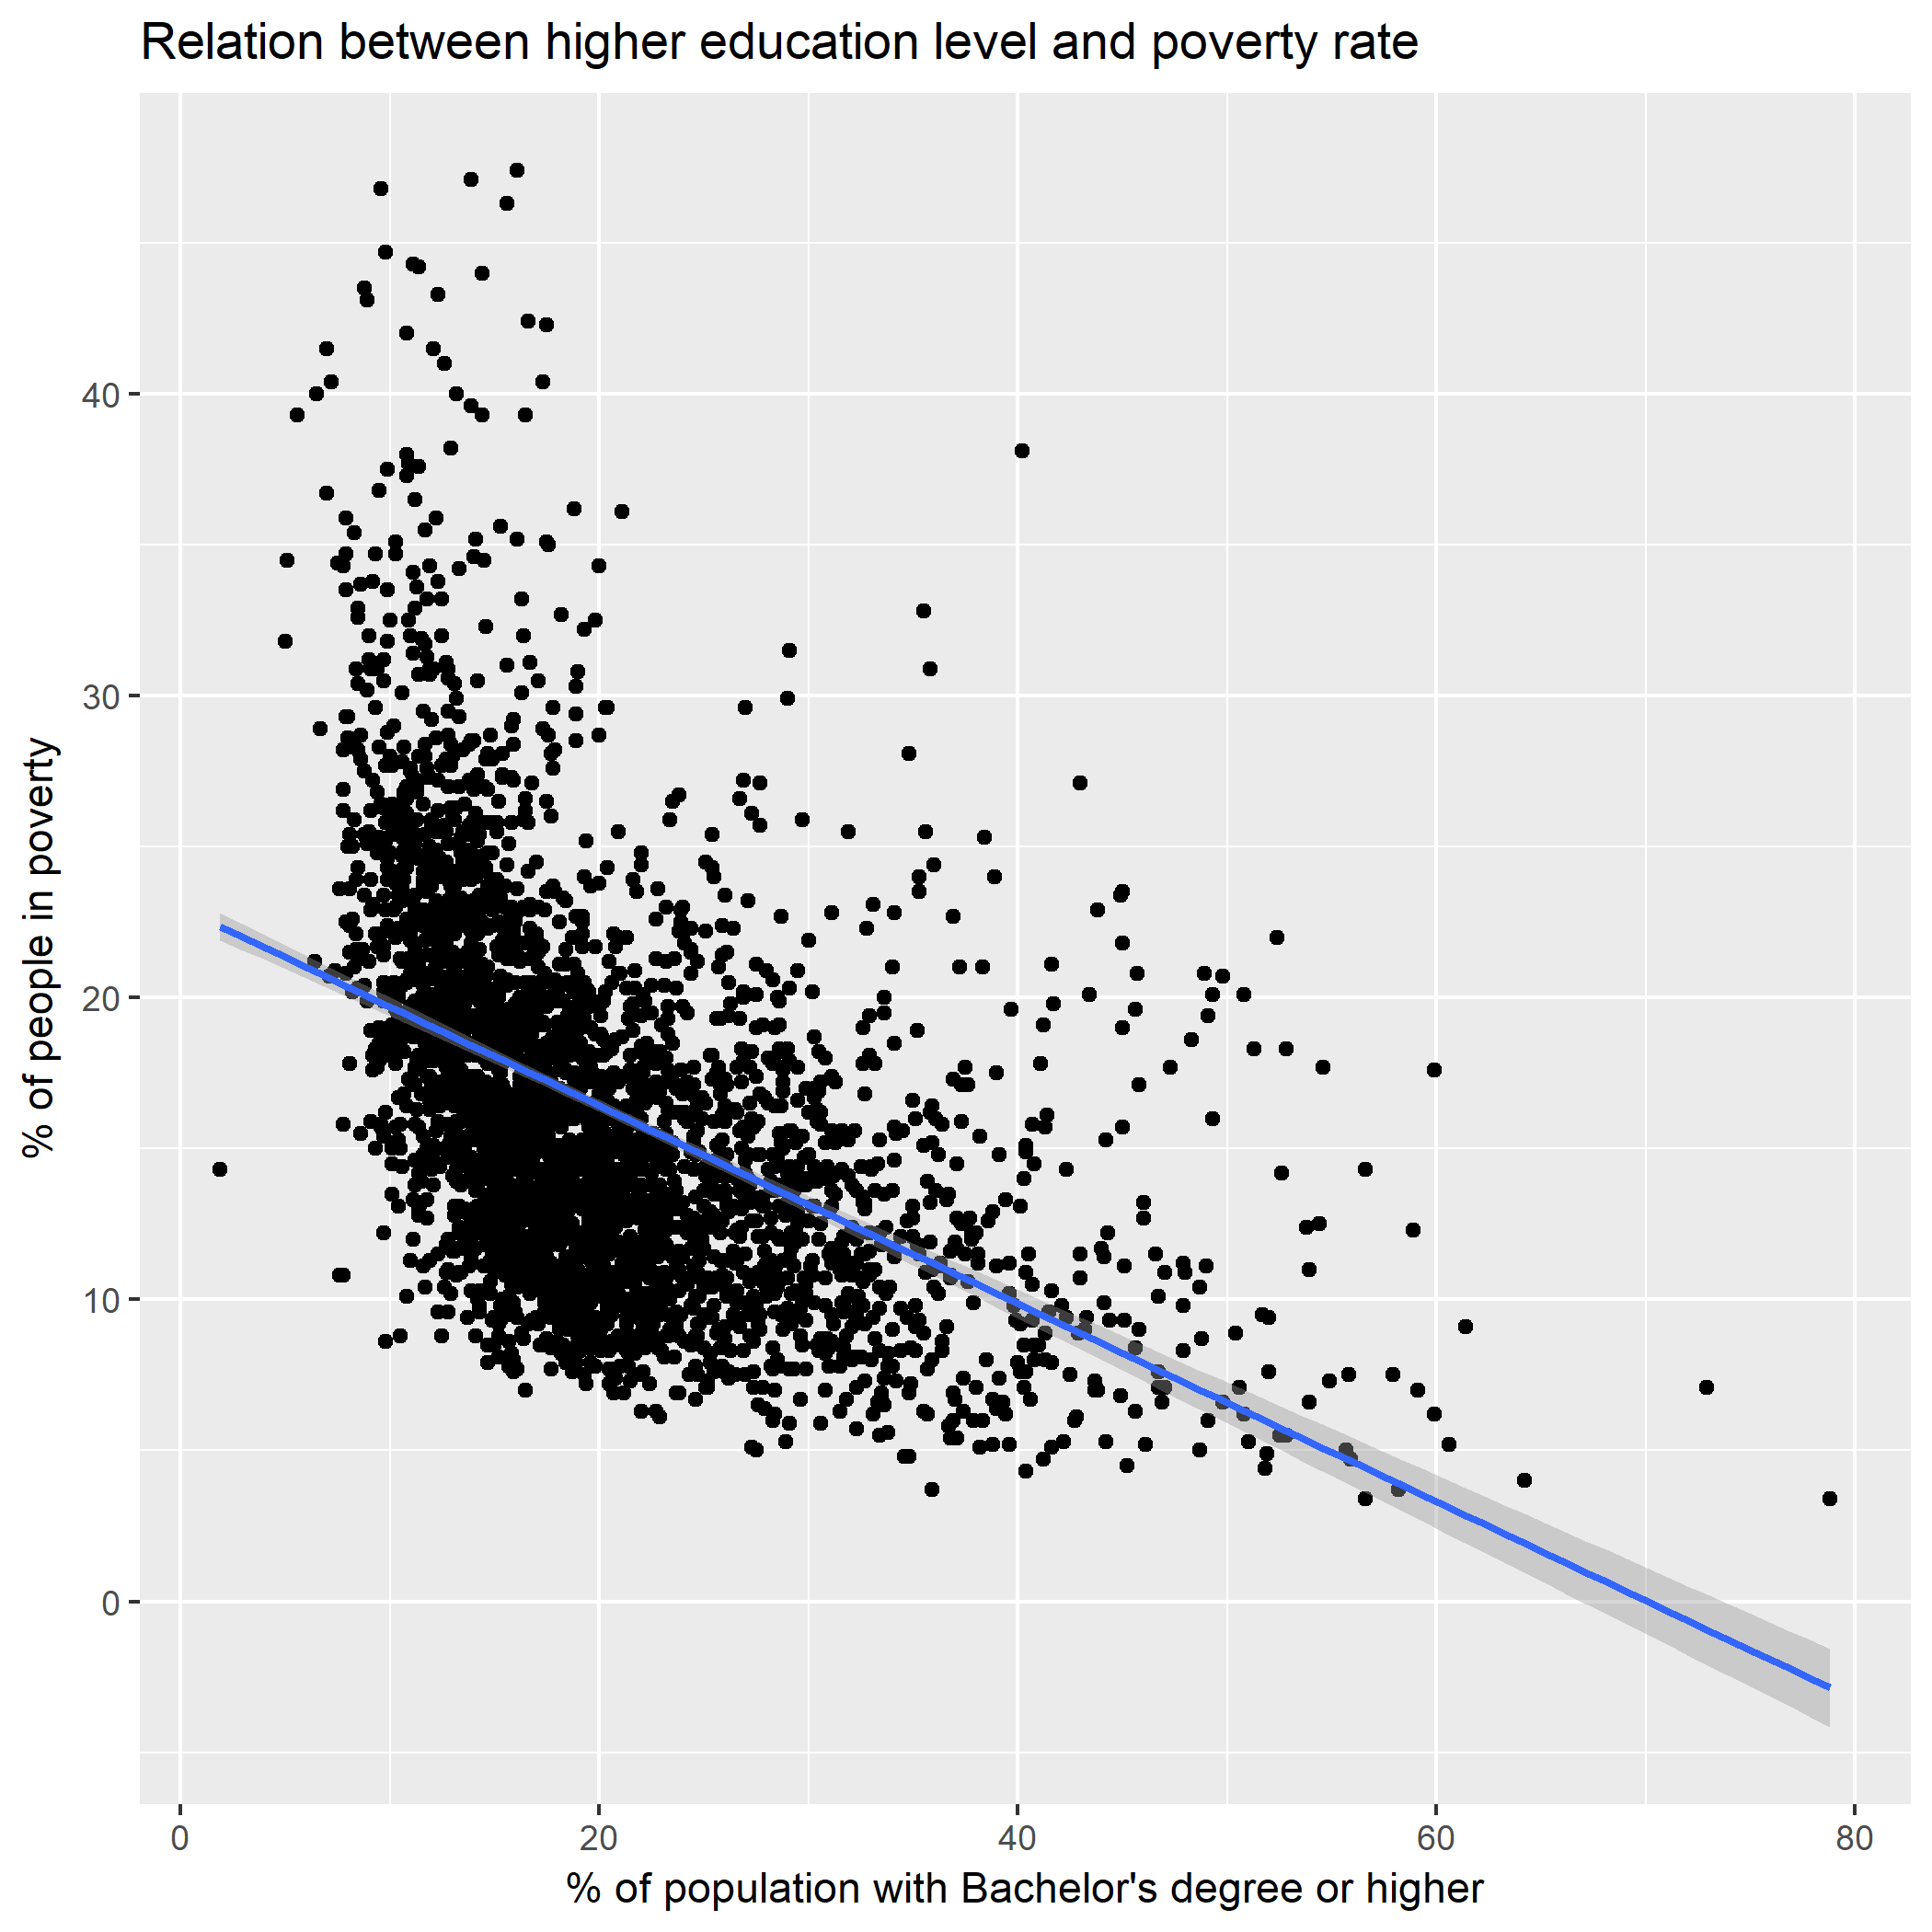 Relation between higher education level and poverty rate
% of people in poverty
40
30
20
10
0
0 20 40 60 80
% of population with Bachelor's degree or higher